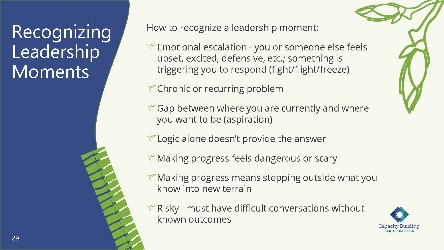 Recognizing
Leadership
Moments
How to recognize a leadership moment:
Emotional escalation - you or someone else feels
upset, excited, defensive, etc.; something is
triggering you to respond (fight/flight/freeze)
Chronic or recurring problem
Gap between where you are currently and where
you want to be (aspiration)
Logic alone doesn't provide the answer
Making progress feels dangerous or scary
Making progress means stepping outside what you
know into new terrain
Risky - must have difficult conversations without
known outcomes
Capacity Building
29